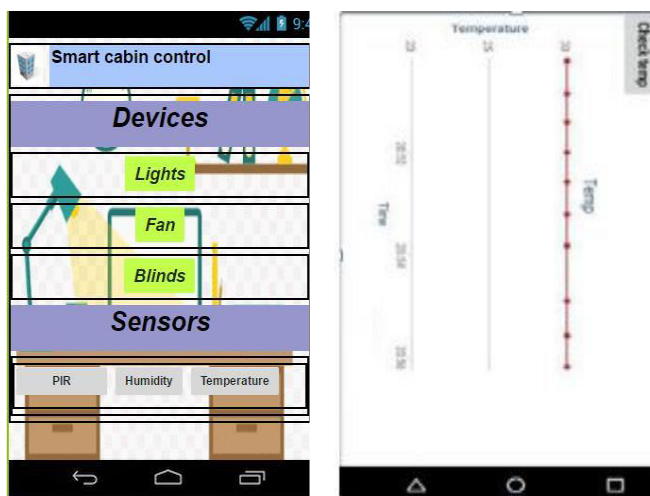 9:4
Smart cabin control
Devices
Lights
Fan
Blinds
Sensors
PIR Humidity Temperature
Check temp
Temperature
Temp
Time